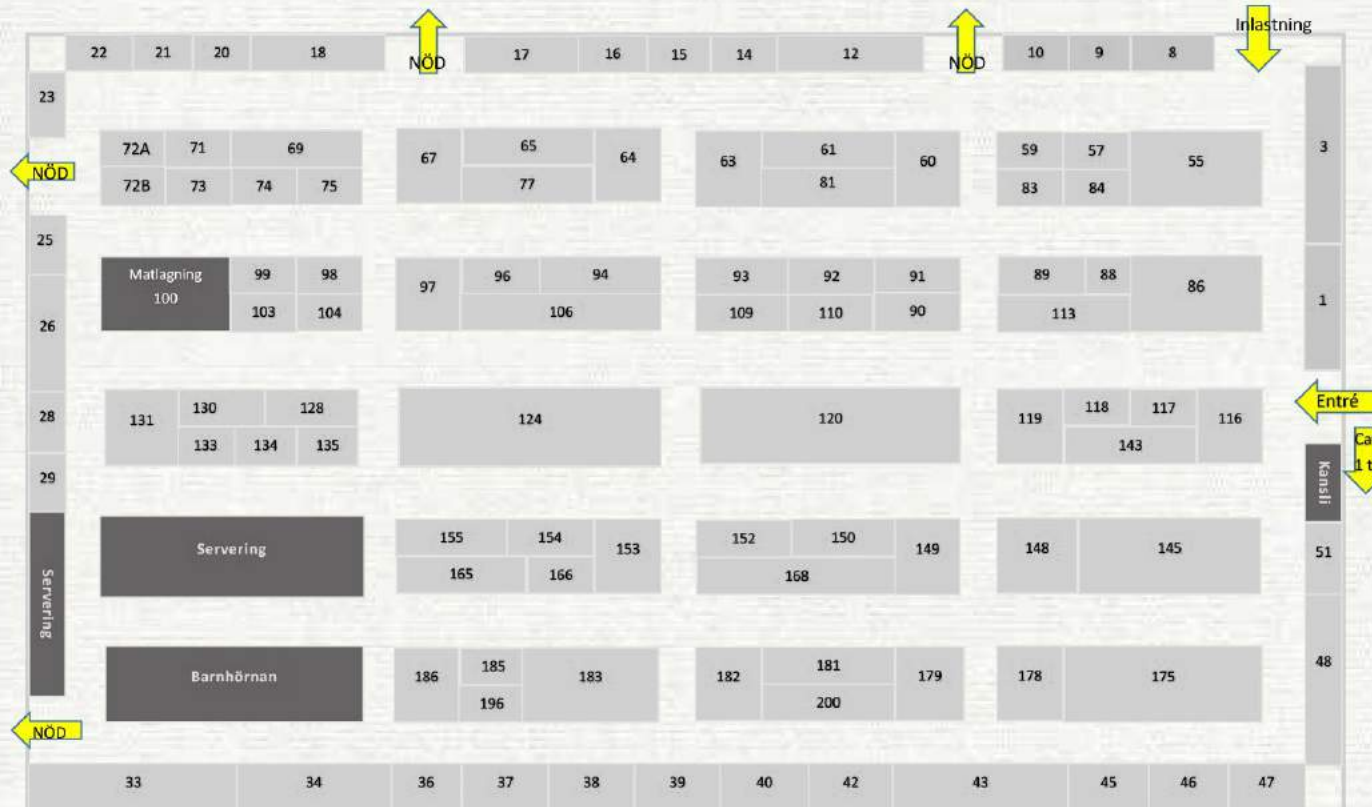 Inlastning
22 21 20 18 NÖD 17 16 15 14 12 NÖD 10 9 8
23
3
72A 71 69 67 65 64 63 61 60 59 57 55
NÖD
72B 73 74 75 77 81 83 84
25
Matlagning
100
99 98 97 96 94 93 92 91 89 88 86
1
103 104 106 109 110 90 113
26
Entré
28
131 130 128 124 120 119 118 117 116
133 134 135 143
Ca
1 t
Kansli
29
Servering
155 154 153 152 150 149 148 145
51
165 166 168
Servering
Barnhörnan
186 185 183 182 181 179 178 175
48
196 200
NÖD
33 34 36 37 38 39 40 42 43 45 46 47